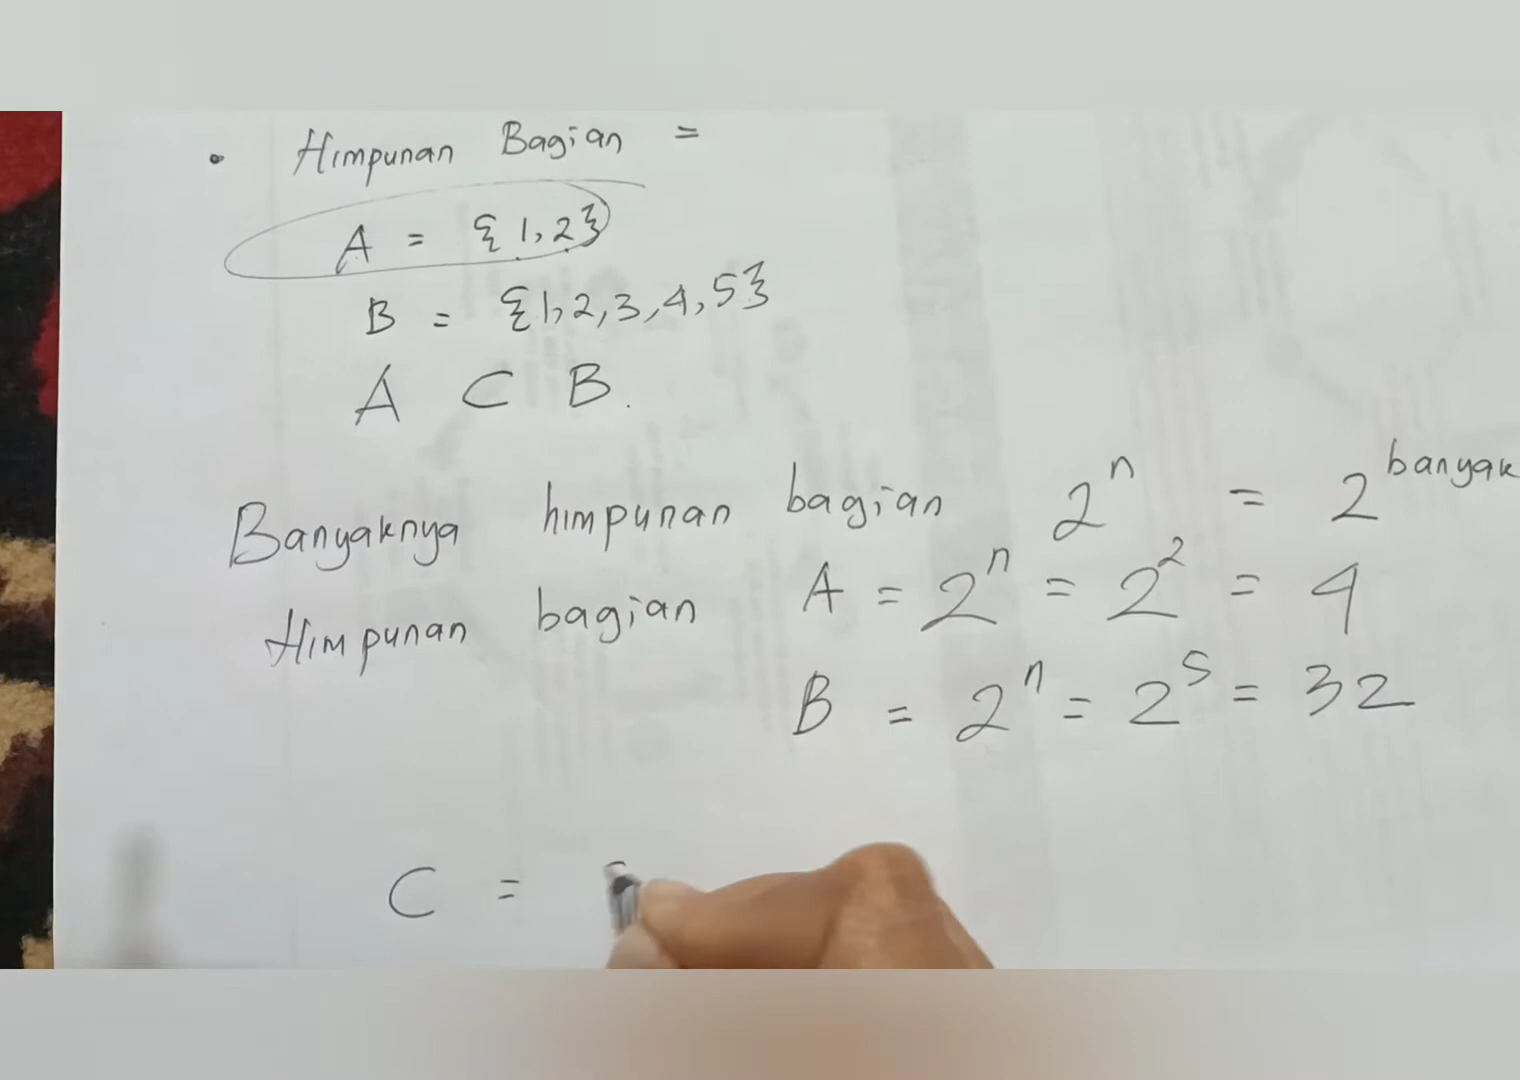 • Himpunan Bagian =
A = {1,2}
B = {1,2,3,4,5}
A ⊂ B.
Banyaknya himpunan bagian 2ⁿ = 2^banyak
Himpunan bagian A = 2ⁿ = 2² = 4
B = 2ⁿ = 2⁵ = 32
C =